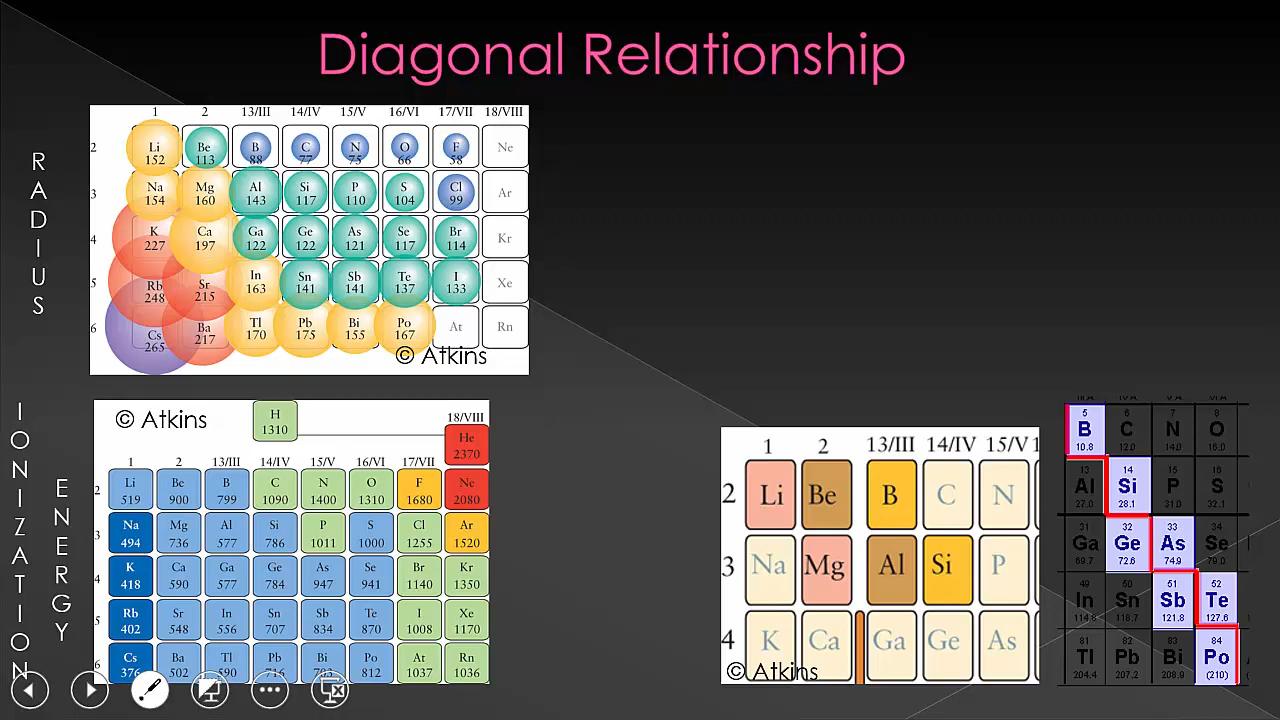 Diagonal Relationship
RADIUS
1 2 13/III 14/IV 15/V 16/VI 17/VII 18/VIII
2 Li 152 Be 113 B 88 C 77 N 75 O 66 F 58 Ne
3 Na 154 Mg 160 Al 143 Si 117 P 110 S 104 Cl 99 Ar
4 K 227 Ca 197 Ga 122 Ge 122 As 121 Se 117 Br 114 Kr
5 Rb 248 Sr 215 In 163 Sn 141 Sb 141 Te 137 I 133 Xe
6 Cs 265 Ba 217 Tl 170 Pb 175 Bi 155 Po 167 At Rn
© Atkins
IONIZATION
ENERGY
© Atkins
H 1310
18/VIII
He 2370
1 2 13/III 14/IV 15/V 16/VI 17/VII
2 Li 519 Be 900 B 799 C 1090 N 1400 O 1310 F 1680 Ne 2080
3 Na 494 Mg 736 Al 577 Si 786 P 1011 S 1000 Cl 1255 Ar 1520
4 K 418 Ca 590 Ga 577 Ge 784 As 947 Se 941 Br 1140 Kr 1350
5 Rb 402 Sr 548 In 556 Sn 707 Sb 834 Te 870 I 1008 Xe 1170
6 Cs 376 Ba 502 Tl 590 Pb 716 Bi 703 Po 812 At 1037 Rn 1036
1 2 13/III 14/IV 15/V 1
2 Li Be B C N
3 Na Mg Al Si P
4 K Ca Ga Ge As
© Atkins
5 6 7 8
B C N O
10.8 12.0 14.0 16.0
13 14 15 16
Al Si P S
27.0 28.1 31.0 32.1
31 32 33 34
Ga Ge As Se
69.7 72.6 74.9 79.0
49 50 51 52
In Sn Sb Te
114.8 118.7 121.8 127.6
81 82 83 84
Tl Pb Bi Po
204.4 207.2 208.9 (210)